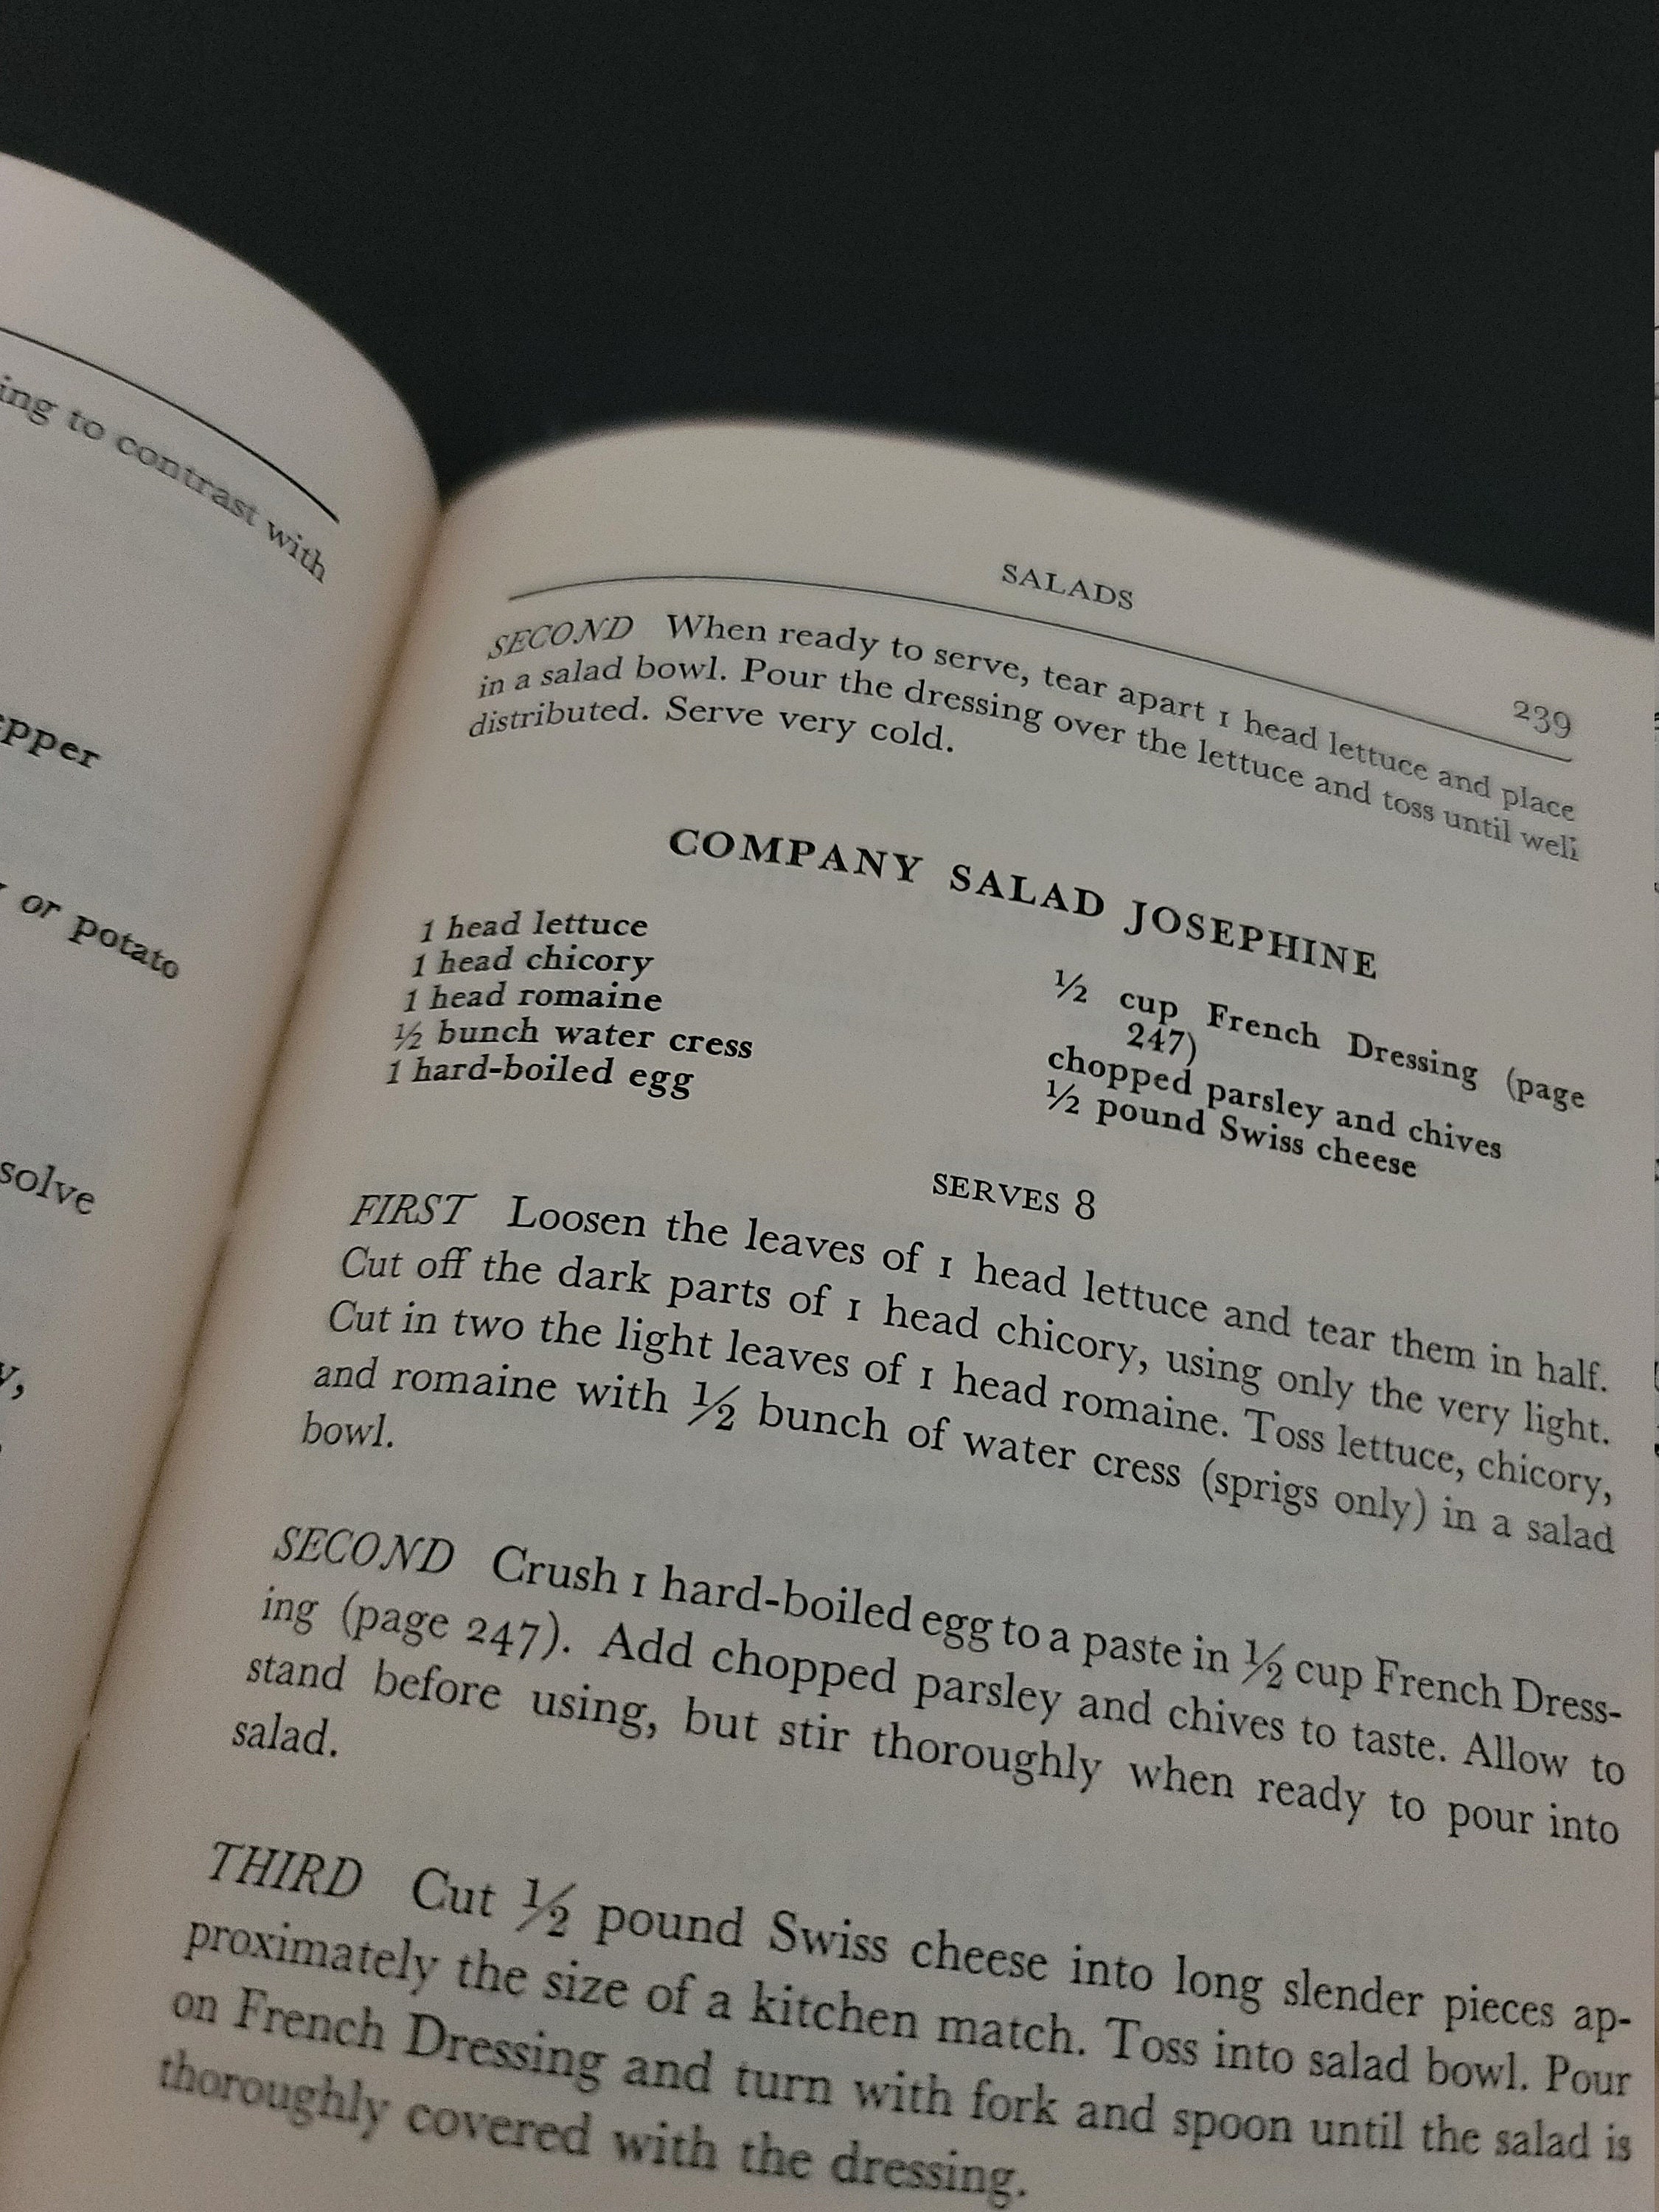 ing to contrast with
pper
or potato
solve
SALADS
239
SECOND When ready to serve, tear apart 1 head lettuce and place
in a salad bowl. Pour the dressing over the lettuce and toss until well
distributed. Serve very cold.
COMPANY SALAD JOSEPHINE
1 head lettuce
1 head chicory
1 head romaine
½ bunch water cress
1 hard-boiled egg
½ cup French Dressing (page
247)
chopped parsley and chives
½ pound Swiss cheese
SERVES 8
FIRST Loosen the leaves of 1 head lettuce and tear them in half.
Cut off the dark parts of 1 head chicory, using only the very light.
Cut in two the light leaves of 1 head romaine. Toss lettuce, chicory,
and romaine with ½ bunch of water cress (sprigs only) in a salad
bowl.
SECOND Crush 1 hard-boiled egg to a paste in ½ cup French Dress-
ing (page 247). Add chopped parsley and chives to taste. Allow to
stand before using, but stir thoroughly when ready to pour into
salad.
THIRD Cut ½ pound Swiss cheese into long slender pieces ap-
proximately the size of a kitchen match. Toss into salad bowl. Pour
on French Dressing and turn with fork and spoon until the salad is
thoroughly covered with the dressing.